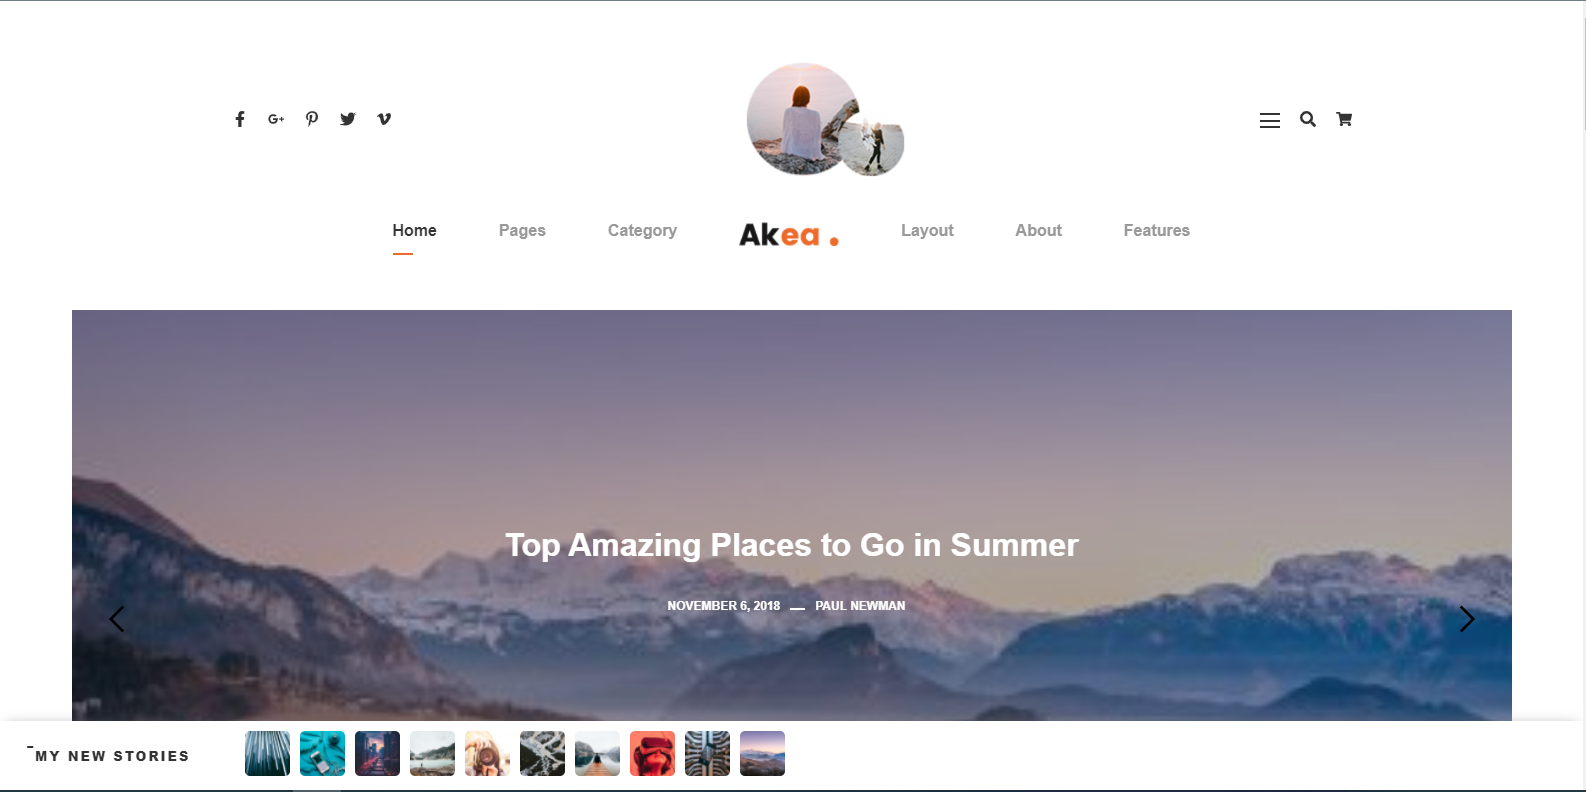 Home Pages Category Akea . Layout About Features
Top Amazing Places to Go in Summer
NOVEMBER 6, 2018 — PAUL NEWMAN
MY NEW STORIES